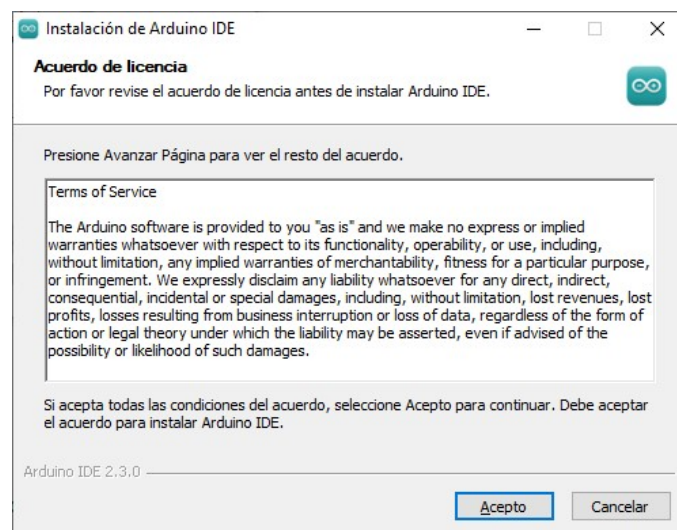 Instalación de Arduino IDE
Acuerdo de licencia
Por favor revise el acuerdo de licencia antes de instalar Arduino IDE.
Presione Avanzar Página para ver el resto del acuerdo.
Terms of Service
The Arduino software is provided to you "as is" and we make no express or implied
warranties whatsoever with respect to its functionality, operability, or use, including,
without limitation, any implied warranties of merchantability, fitness for a particular purpose,
or infringement. We expressly disclaim any liability whatsoever for any direct, indirect,
consequential, incidental or special damages, including, without limitation, lost revenues, lost
profits, losses resulting from business interruption or loss of data, regardless of the form of
action or legal theory under which the liability may be asserted, even if advised of the
possibility or likelihood of such damages.
Si acepta todas las condiciones del acuerdo, seleccione Acepto para continuar. Debe aceptar
el acuerdo para instalar Arduino IDE.
Arduino IDE 2.3.0
Acepto
Cancelar